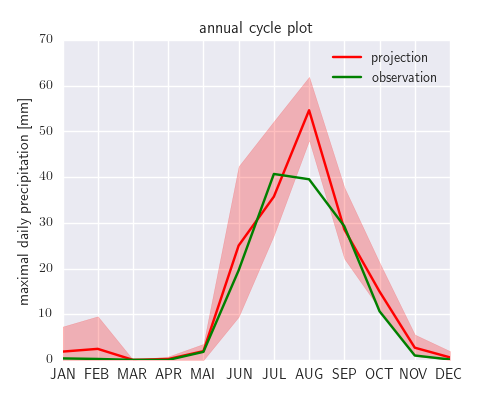 annual cycle plot
maximal daily precipitation [mm]
70
60
50
40
30
20
10
0
projection
observation
JAN FEB MAR APR MAI JUN JUL AUG SEP OCT NOV DEC